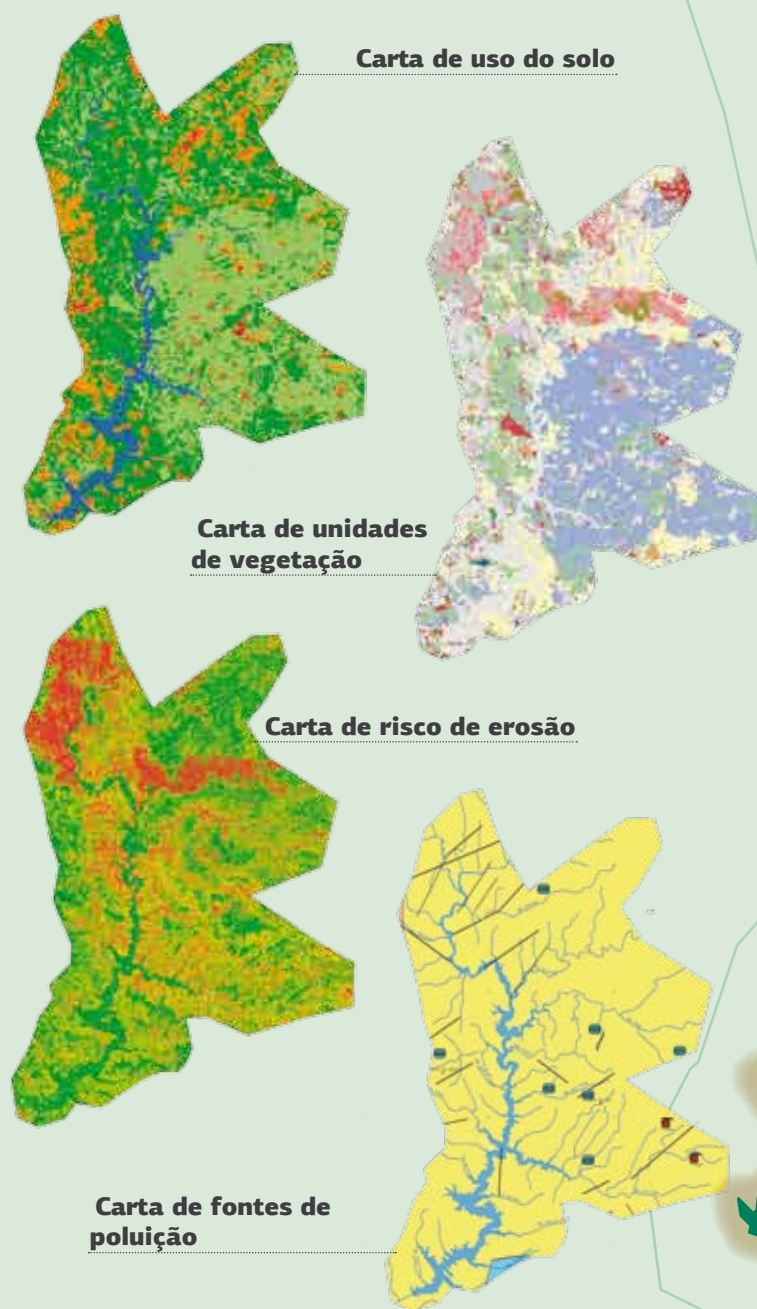 Carta de uso do solo
Carta de unidades
de vegetação
Carta de risco de erosão
Carta de fontes de
poluição